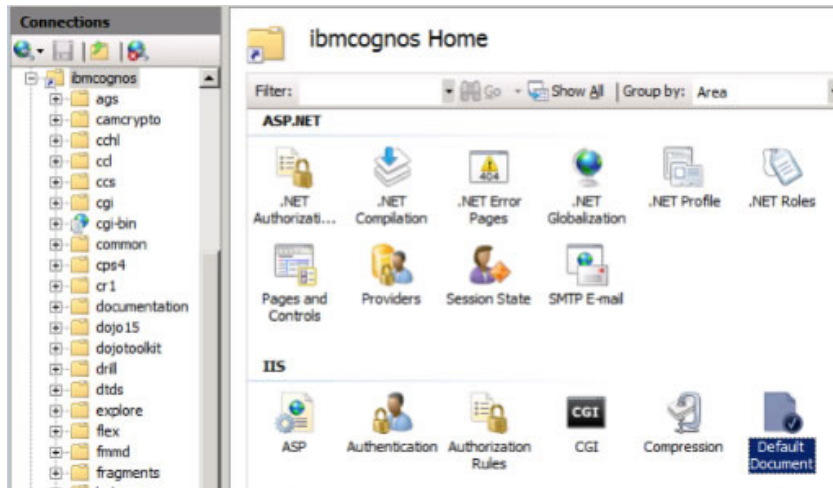 Connections
ibmcognos
ags
camcrypto
cchl
ccl
ccs
cgi
cgi-bin
common
cps4
cr1
documentation
dojo15
dojotoolkit
drill
dtds
explore
flex
fmmd
fragments
ibmcognos Home
Filter:
Go
Show All
Group by: Area
ASP.NET
.NET Authorizati...
.NET Compilation
404
.NET Error Pages
.NET Globalization
.NET Profile
.NET Roles
Pages and Controls
Providers
Session State
SMTP E-mail
IIS
ASP
Authentication
Authorization Rules
CGI
CGI
Compression
Default Document